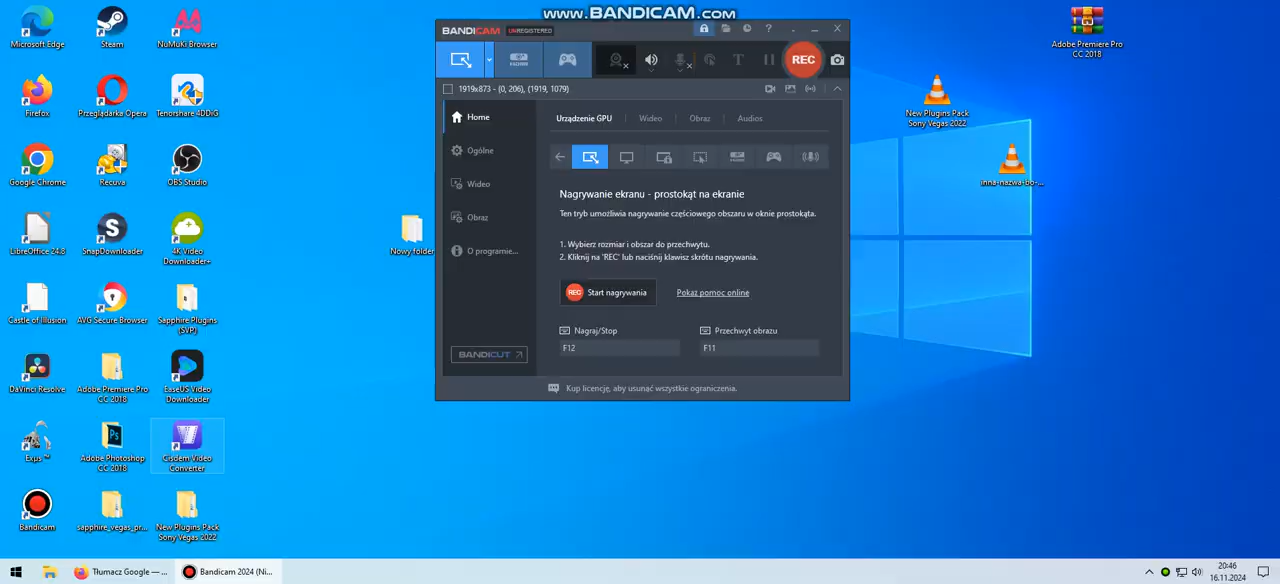 www.BANDICAM.com
BANDICAM UNREGISTERED
REC
1919x873 - (0, 206), (1919, 1079)
Home
Ogólne
Wideo
Obraz
O programie...
BANDICUT
Urządzenie GPU
Wideo
Obraz
Audios
Nagrywanie ekranu - prostokąt na ekranie
Ten tryb umożliwia nagrywanie częściowego obszaru w oknie prostokąta.
1. Wybierz rozmiar i obszar do przechwytu.
2. Kliknij na 'REC' lub naciśnij klawisz skrótu nagrywania.
REC Start nagrywania
Pokaż pomoc online
Nagraj/Stop
Przechwyt obrazu
F12
F11
Kup licencję, aby usunąć wszystkie ograniczenia.
Microsoft Edge
Steam
NuMuKi Browser
Firefox
Przeglądarka Opera
Tenorshare 4DDiG
Google Chrome
Recuva
OBS Studio
LibreOffice 24.8
SnapDownloader
4K Video
Downloader+
Castle of Illusion
AVG Secure Browser
Sapphire Plugins
(SVP)
DaVinci Resolve
Adobe Premiere Pro
CC 2018
EaseUS Video
Downloader
Exus ™
Adobe Photoshop
CC 2018
Cisdem Video
Converter
Bandicam
sapphire_vegas_pr...
New Plugins Pack
Sony Vegas 2022
Nowy folder
Adobe Premiere Pro
CC 2018
New Plugins Pack
Sony Vegas 2022
inna-nazwa-bo-...
Tłumacz Google — ...
Bandicam 2024 (Ni...
20:46
16.11.2024